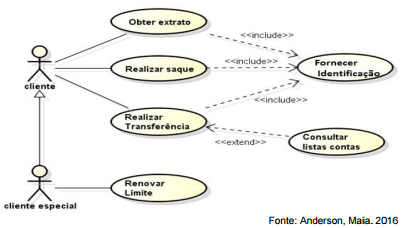 Obter extrato
<<include>>
Fornecer
Identificação
Realizar saque
<<include>>
cliente
<<include>>
Realizar
Transferência
Consultar
listas contas
<<extend>>
Renovar
Limite
cliente especial
Fonte: Anderson, Maia. 2016